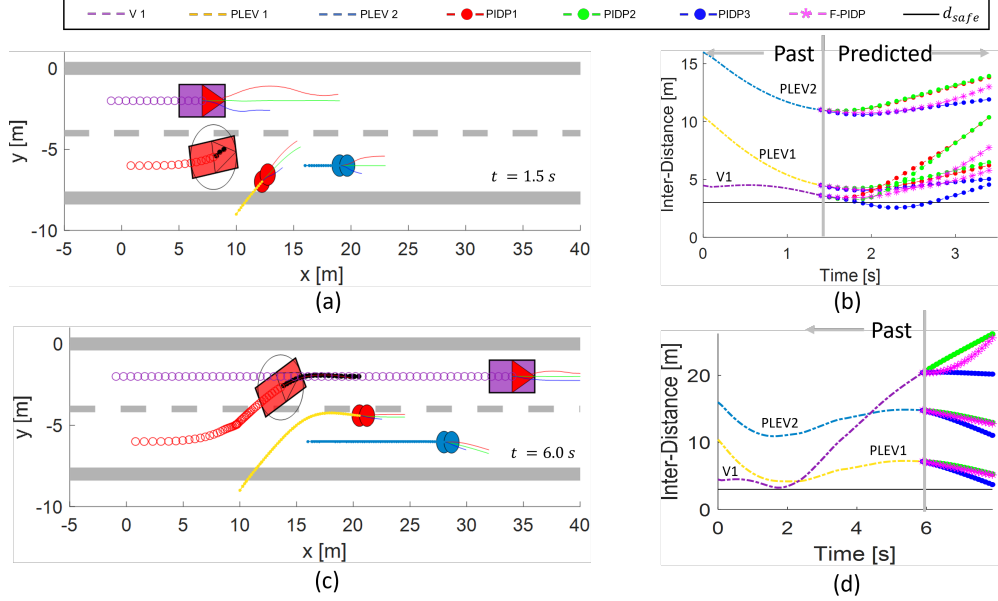 V 1 PLEV 1 PLEV 2 PIDP1 PIDP2 PIDP3 F-PIDP d_safe
0
-5
-10
y [m]
-5 0 5 10 15 20 25 30 35 40
x [m]
t = 1.5 s
(a)
Past Predicted
15
10
5
0
Inter-Distance [m]
PLEV2
PLEV1
V1
0 1 2 3
Time [s]
(b)
0
-5
-10
y [m]
t = 6.0 s
-5 0 5 10 15 20 25 30 35 40
x [m]
(c)
Past
20
10
0
Inter-Distance [m]
PLEV2
V1
PLEV1
0 2 4 6
Time [s]
(d)